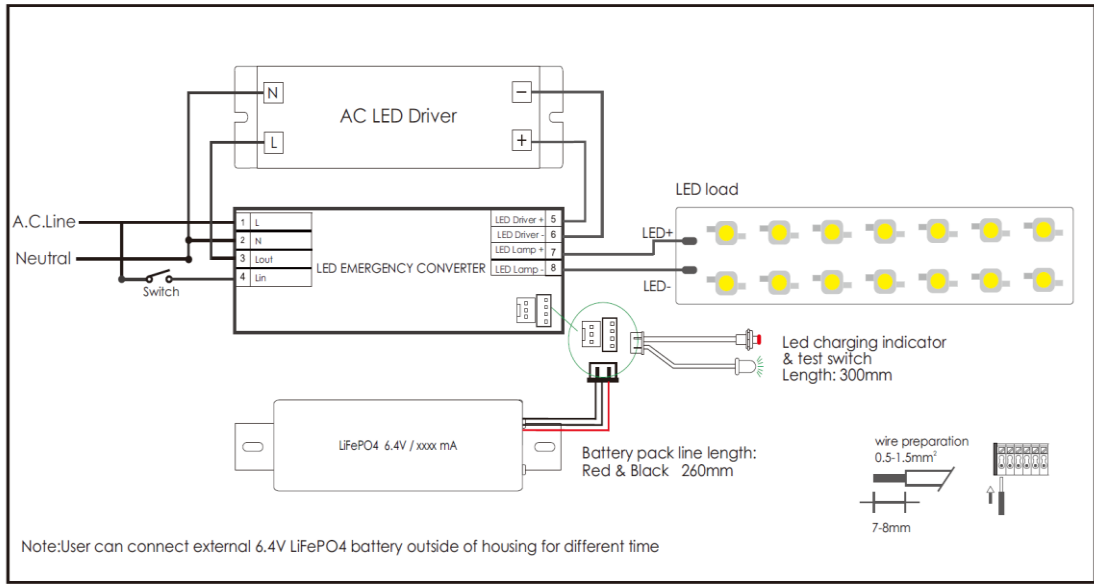 N
AC LED Driver
−
L
+
LED load
A.C.Line
1 L
LED Driver + 5
LED Driver - 6
LED+
Neutral
2 N
LED Lamp + 7
3 Lout
LED EMERGENCY CONVERTER
LED Lamp - 8
4 Lin
Switch
LED-
Led charging indicator
& test switch
Length: 300mm
LiFePO4 6.4V / xxxx mA
Battery pack line length:
Red & Black 260mm
wire preparation
0.5-1.5mm²
7-8mm
Note:User can connect external 6.4V LiFePO4 battery outside of housing for different time